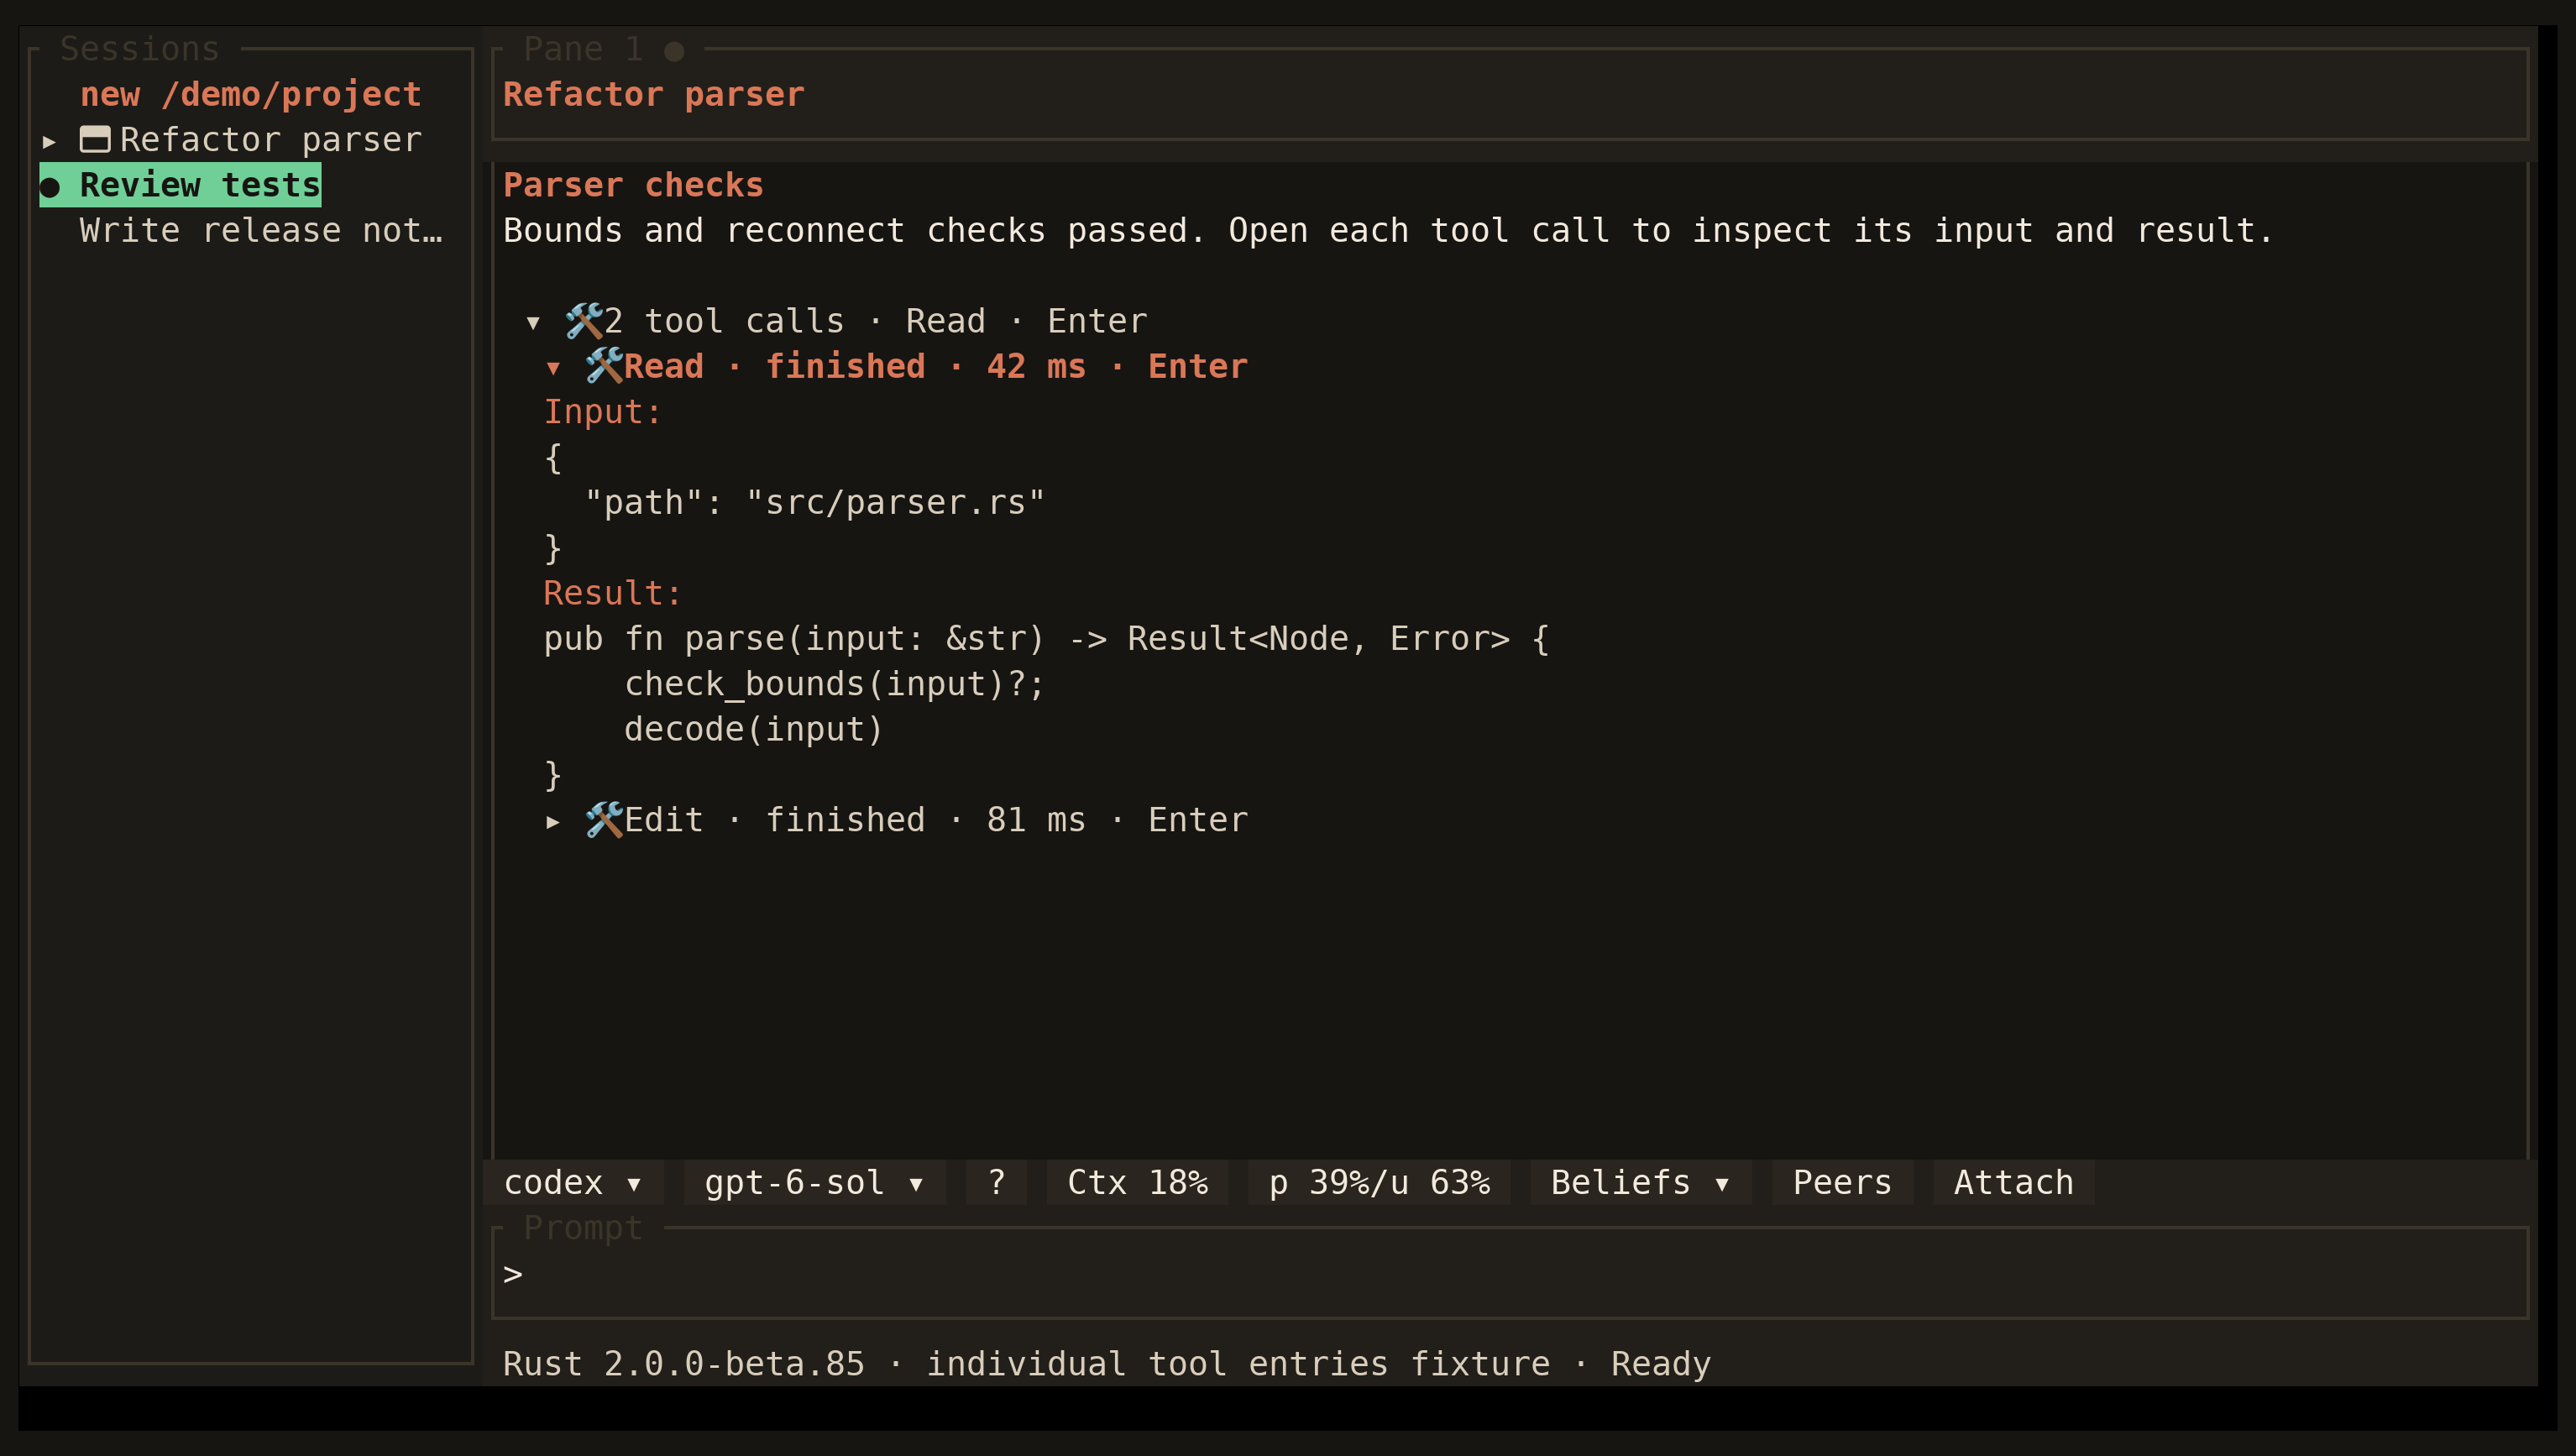 Sessions
new /demo/project
▸ Refactor parser
● Review tests
Write release not…
Pane 1 ●
Refactor parser
Parser checks
Bounds and reconnect checks passed. Open each tool call to inspect its input and result.
▾ 🛠️2 tool calls · Read · Enter
▾ 🛠️Read · finished · 42 ms · Enter
Input:
{
"path": "src/parser.rs"
}
Result:
pub fn parse(input: &str) -> Result<Node, Error> {
check_bounds(input)?;
decode(input)
}
▸ 🛠️Edit · finished · 81 ms · Enter
codex ▾ gpt-6-sol ▾ ? Ctx 18% p 39%/u 63% Beliefs ▾ Peers Attach
Prompt
>
Rust 2.0.0-beta.85 · individual tool entries fixture · Ready